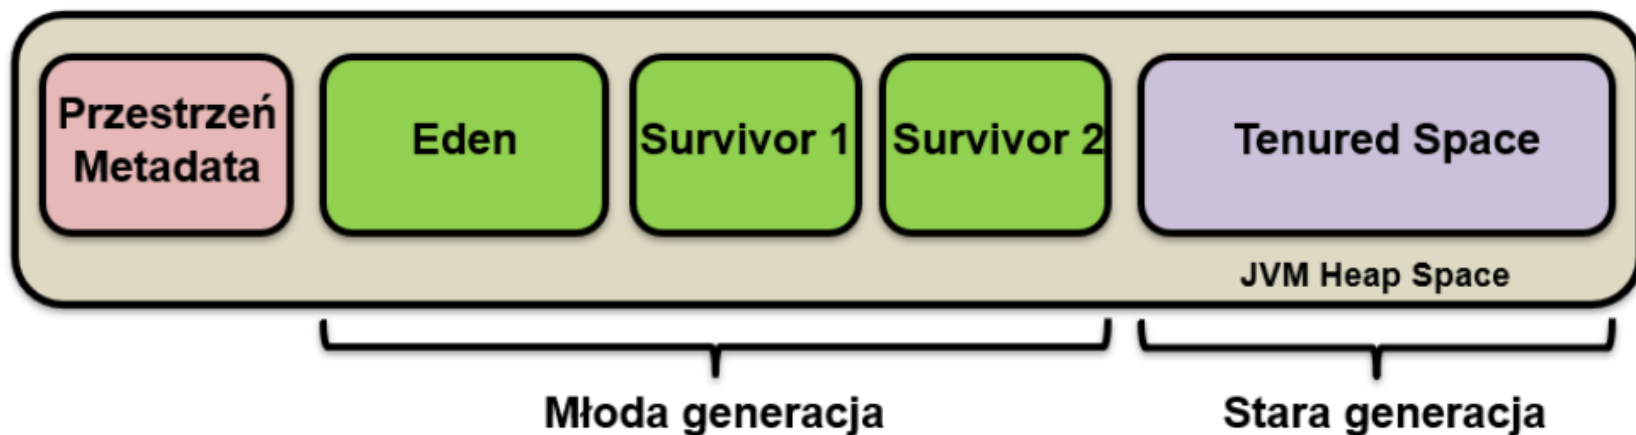 Przestrzeń
Metadata
Eden
Survivor 1
Survivor 2
Tenured Space
JVM Heap Space
Młoda generacja
Stara generacja